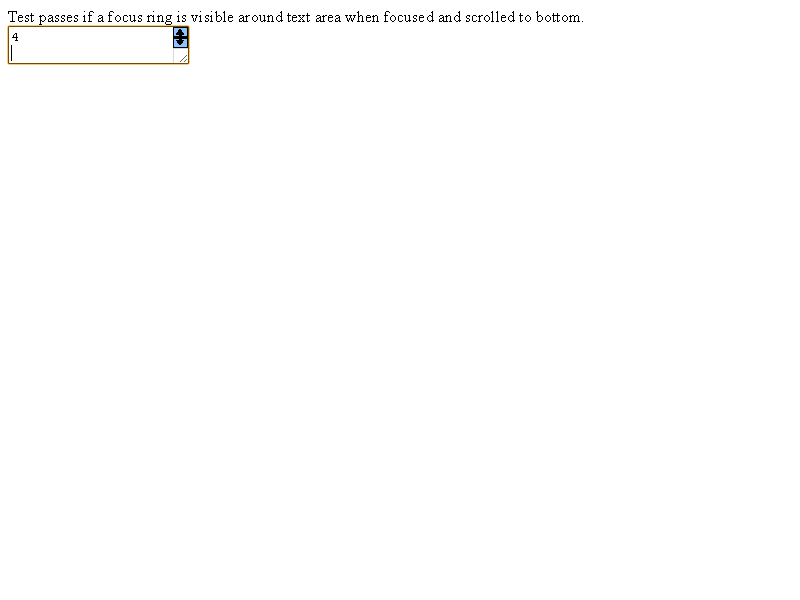 Test passes if a focus ring is visible around text area when focused and scrolled to bottom.
4